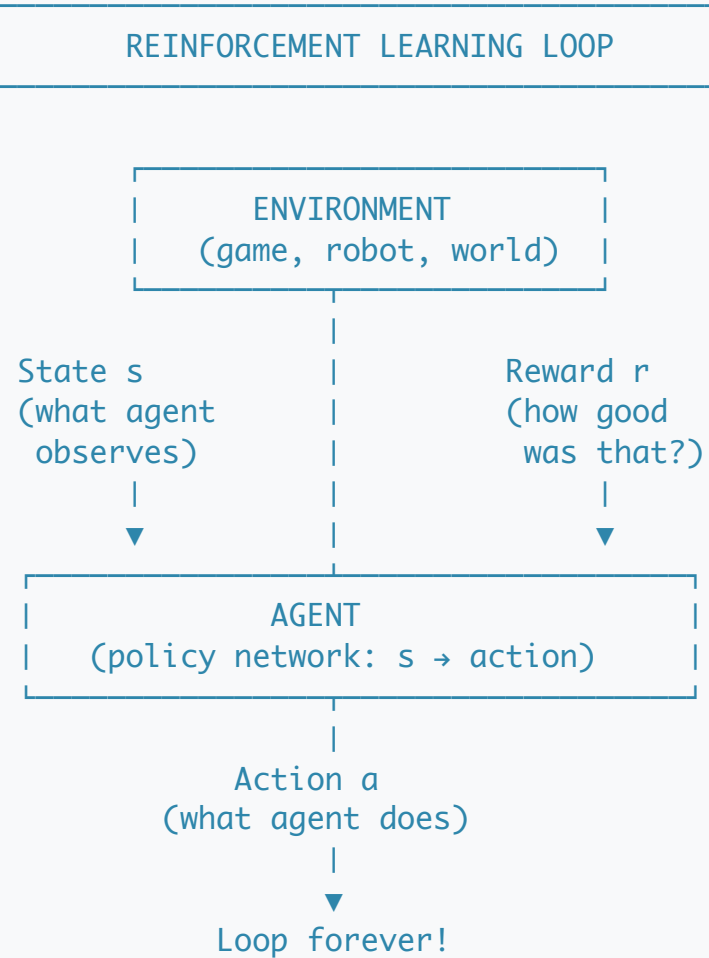 REINFORCEMENT LEARNING LOOP
ENVIRONMENT
(game, robot, world)
State s
(what agent
observes)
Reward r
(how good
was that?)
AGENT
(policy network: s → action)
Action a
(what agent does)
Loop forever!